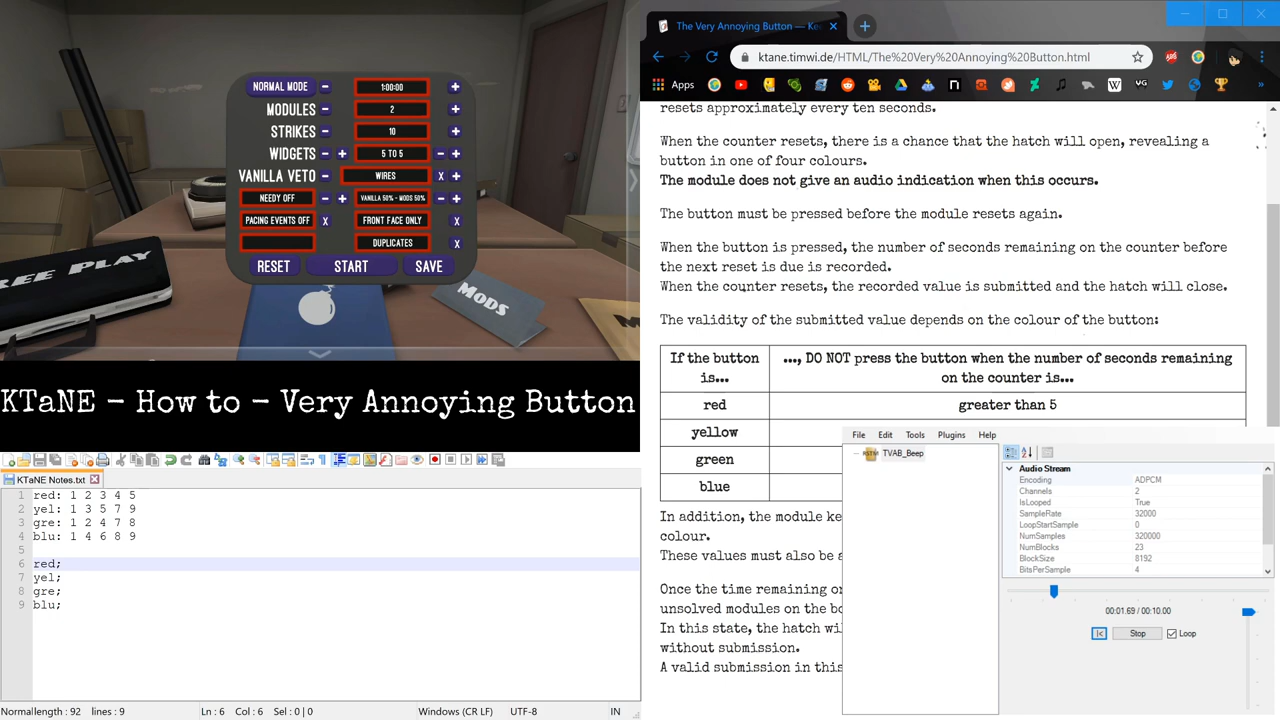 NORMAL MODE - 1:00:00 +
MODULES - 2 +
STRIKES - 10 +
WIDGETS - + 5 TO 5 - +
VANILLA VETO - WIRES X +
NEEDY OFF - + VANILLA 50% - MODS 50% - +
PACING EVENTS OFF X FRONT FACE ONLY X
DUPLICATES X
RESET START SAVE
FREE PLAY
MODS
KTaNE - How to - Very Annoying Button
KTaNE Notes.txt
1 red: 1 2 3 4 5
2 yel: 1 3 5 7 9
3 gre: 1 2 4 7 8
4 blu: 1 4 6 8 9
5
6 red;
7 yel;
8 gre;
9 blu;
Normal length : 92 lines : 9 Ln : 6 Col : 6 Sel : 0 | 0 Windows (CR LF) UTF-8 IN
The Very Annoying Button — Ke
ktane.timwi.de/HTML/The%20Very%20Annoying%20Button.html
Apps
resets approximately every ten seconds.
When the counter resets, there is a chance that the hatch will open, revealing a
button in one of four colours.
The module does not give an audio indication when this occurs.
The button must be pressed before the module resets again.
When the button is pressed, the number of seconds remaining on the counter before
the next reset is due is recorded.
When the counter resets, the recorded value is submitted and the hatch will close.
The validity of the submitted value depends on the colour of the button:
If the button is... ..., DO NOT press the button when the number of seconds remaining on the counter is...
red greater than 5
yellow
green
blue
In addition, the module ke
colour.
These values must also be a
Once the time remaining or
unsolved modules on the bo
In this state, the hatch wil
without submission.
A valid submission in this
File Edit Tools Plugins Help
TVAB_Beep
Audio Stream
Encoding ADPCM
Channels 2
IsLooped True
SampleRate 32000
LoopStartSample 0
NumSamples 320000
NumBlocks 23
BlockSize 8192
BitsPerSample 4
00:01.69 / 00:10.00
Stop Loop